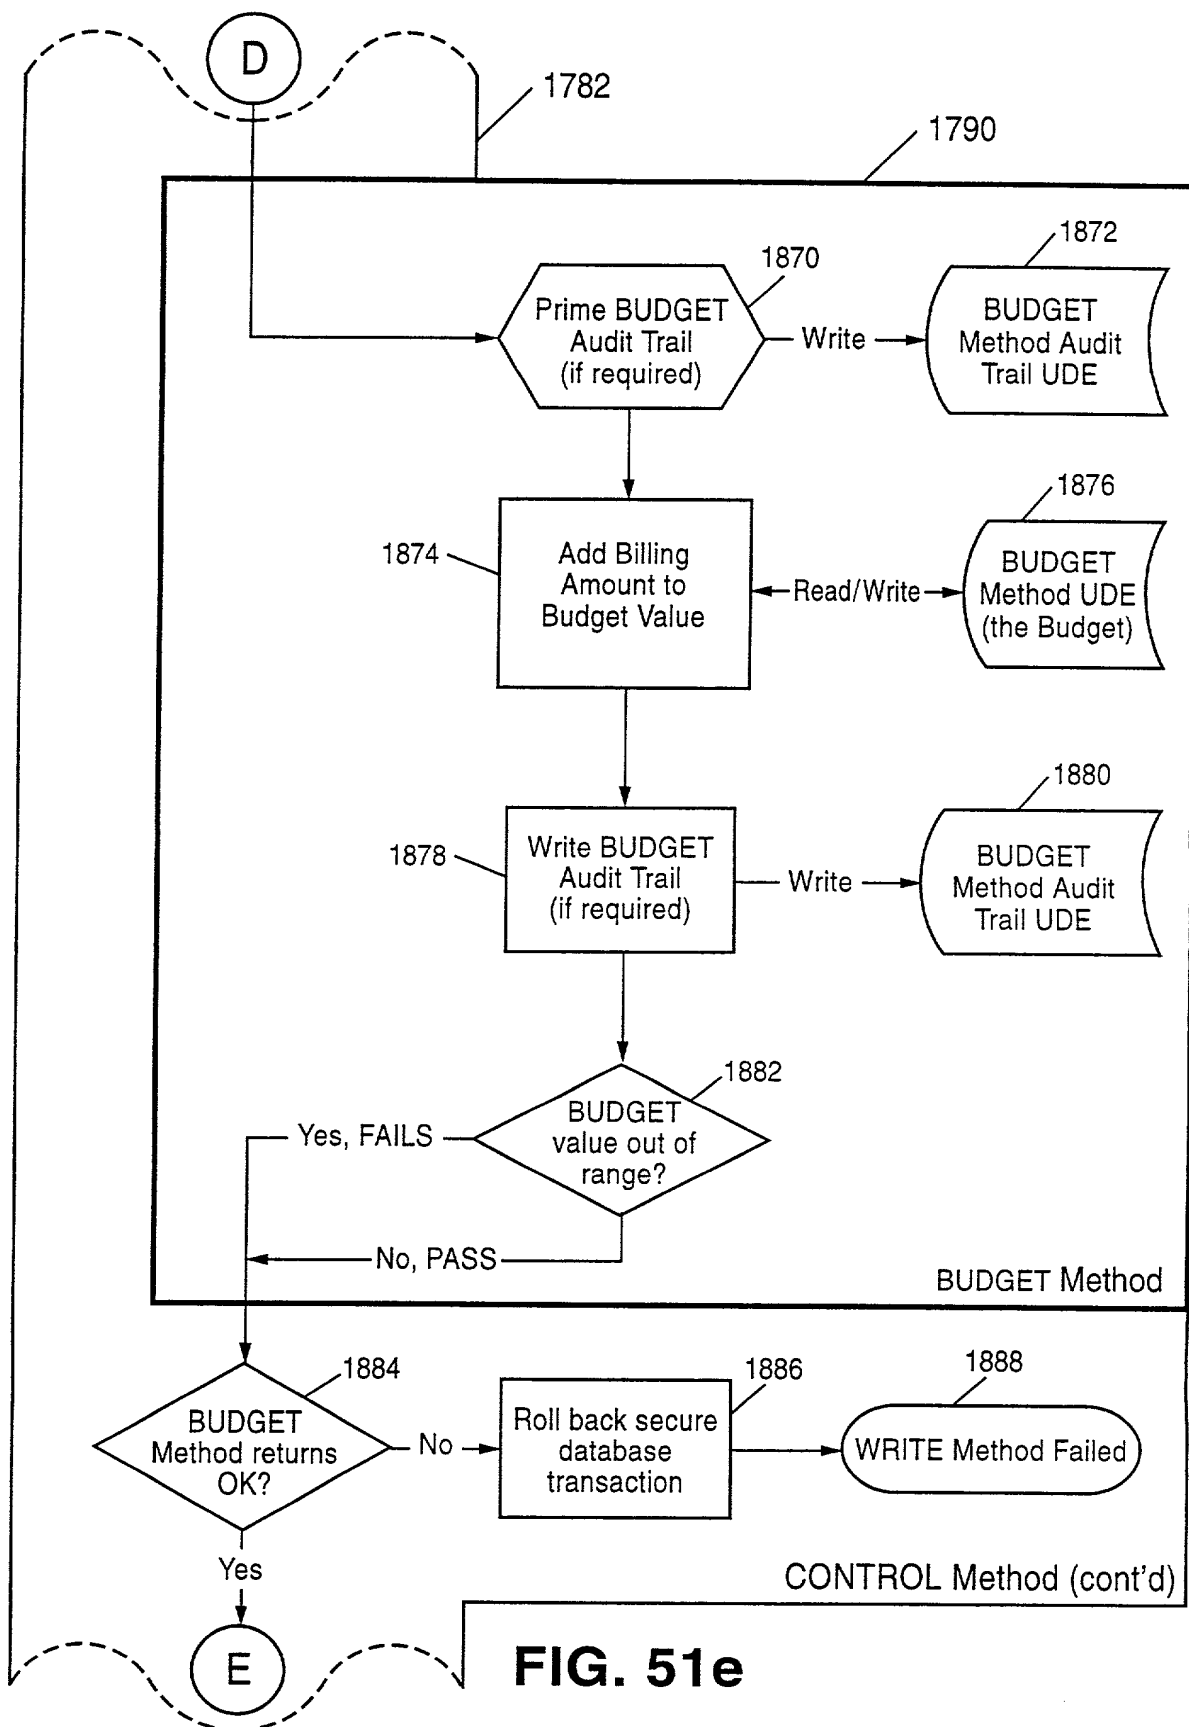 D
1782
1790
1870
1872
Prime BUDGET
Audit Trail
(if required)
Write
BUDGET
Method Audit
Trail UDE
1874
Add Billing
Amount to
Budget Value
Read/Write
1876
BUDGET
Method UDE
(the Budget)
1878
Write BUDGET
Audit Trail
(if required)
Write
1880
BUDGET
Method Audit
Trail UDE
1882
BUDGET
value out of
range?
Yes, FAILS
No, PASS
BUDGET Method
1884
BUDGET
Method returns
OK?
No
1886
Roll back secure
database
transaction
1888
WRITE Method Failed
Yes
CONTROL Method (cont'd)
E
FIG. 51e